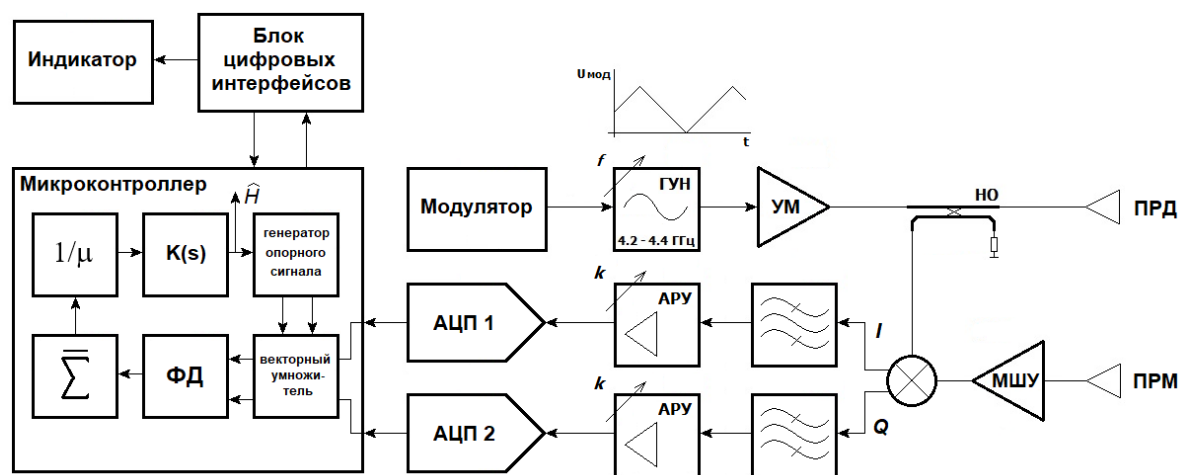 Индикатор
Блок
цифровых
интерфейсов
Uмод
t
Микроконтроллер
Ĥ
1/μ
K(s)
генератор
опорного
сигнала
Модулятор
f
ГУН
4.2 - 4.4 ГГц
УМ
НО
ПРД
Σ
ФД
векторный
умножи-
тель
АЦП 1
k
АРУ
I
МШУ
ПРМ
АЦП 2
k
АРУ
Q